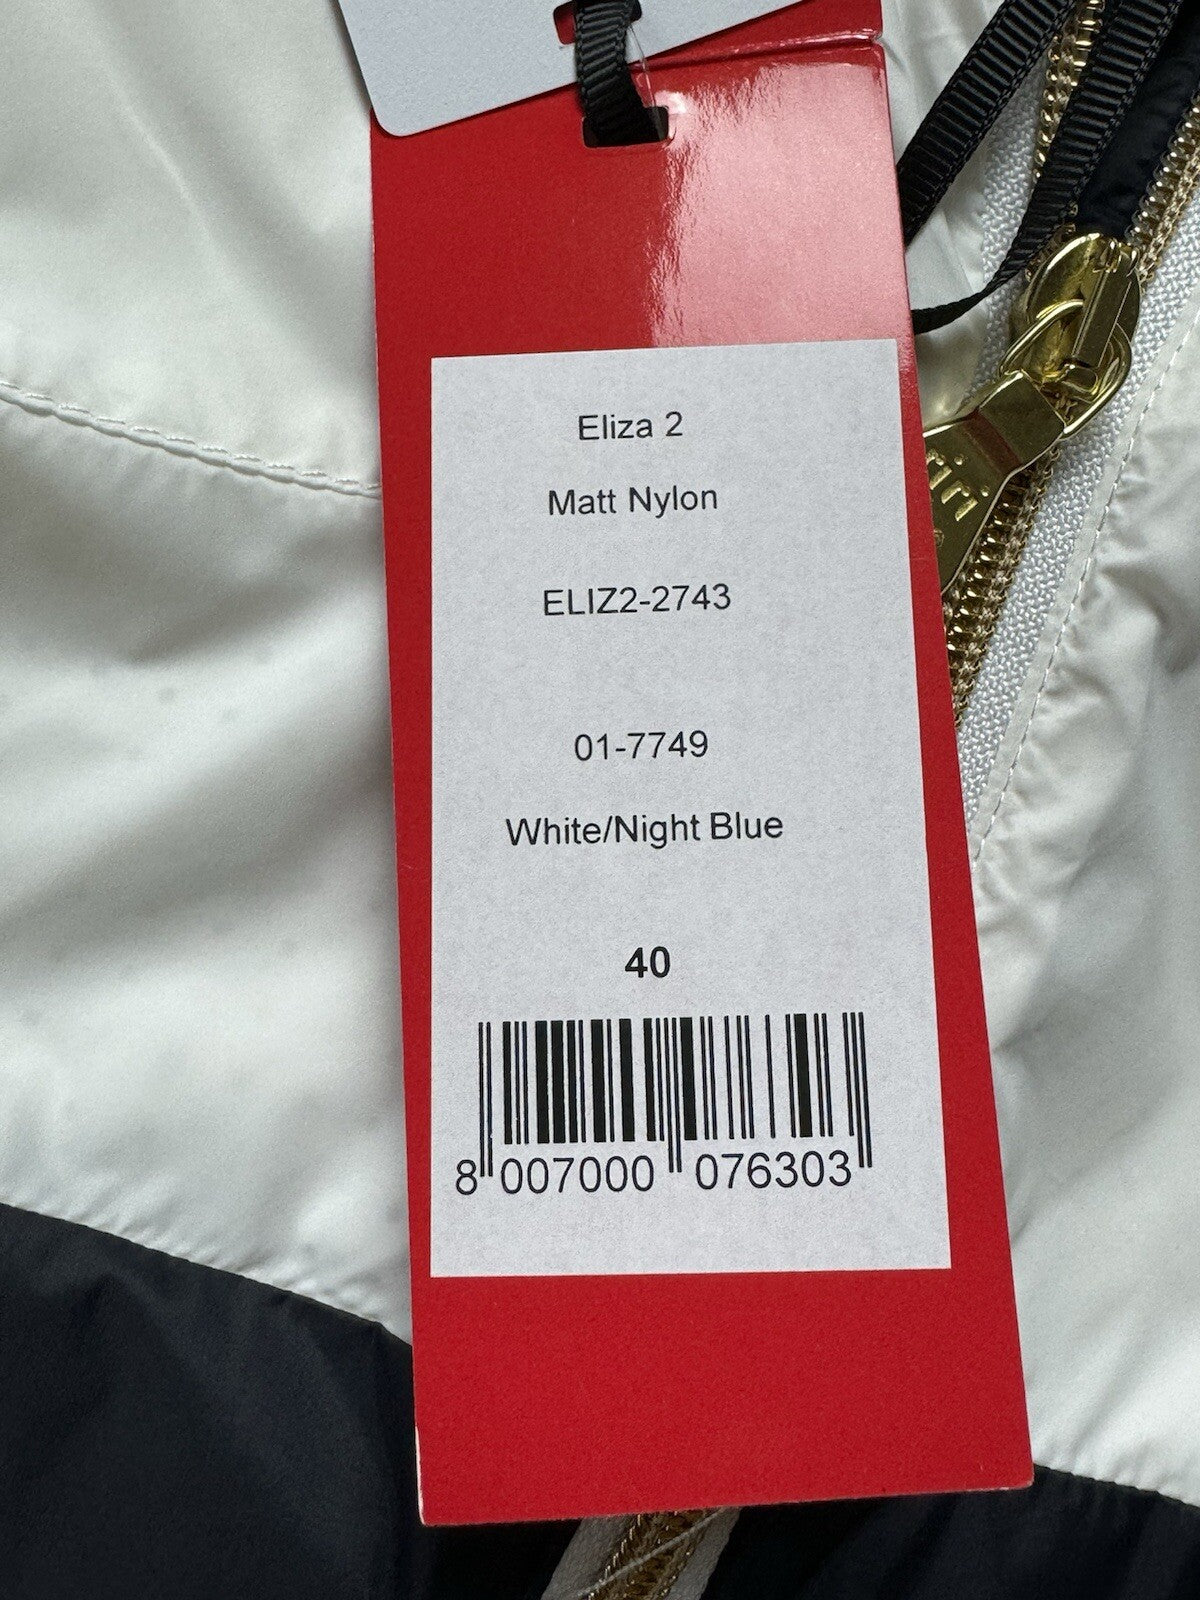 Eliza 2
Matt Nylon
ELIZ2-2743
01-7749
White/Night Blue
40
8 007000 076303